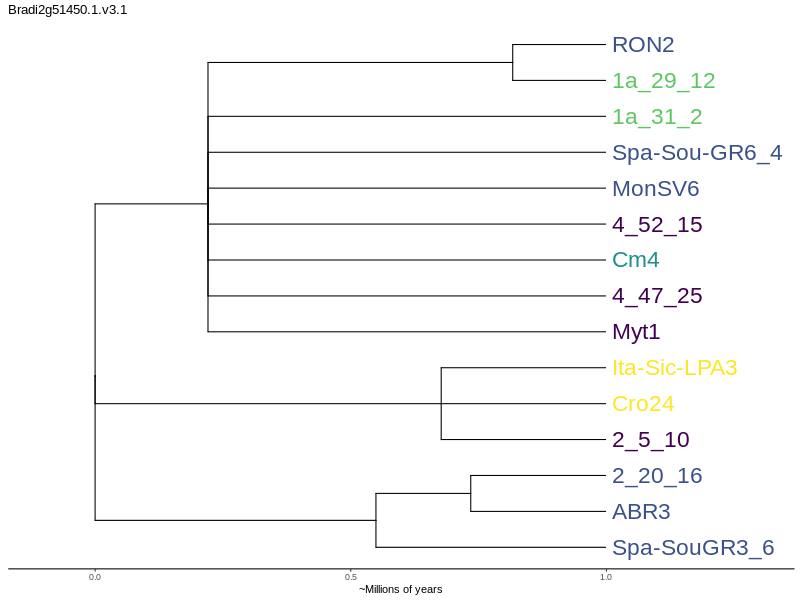 Bradi2g51450.1.v3.1
RON2
1a_29_12
1a_31_2
Spa-Sou-GR6_4
MonSV6
4_52_15
Cm4
4_47_25
Myt1
Ita-Sic-LPA3
Cro24
2_5_10
2_20_16
ABR3
Spa-SouGR3_6
0.0 0.5 1.0
~Millions of years